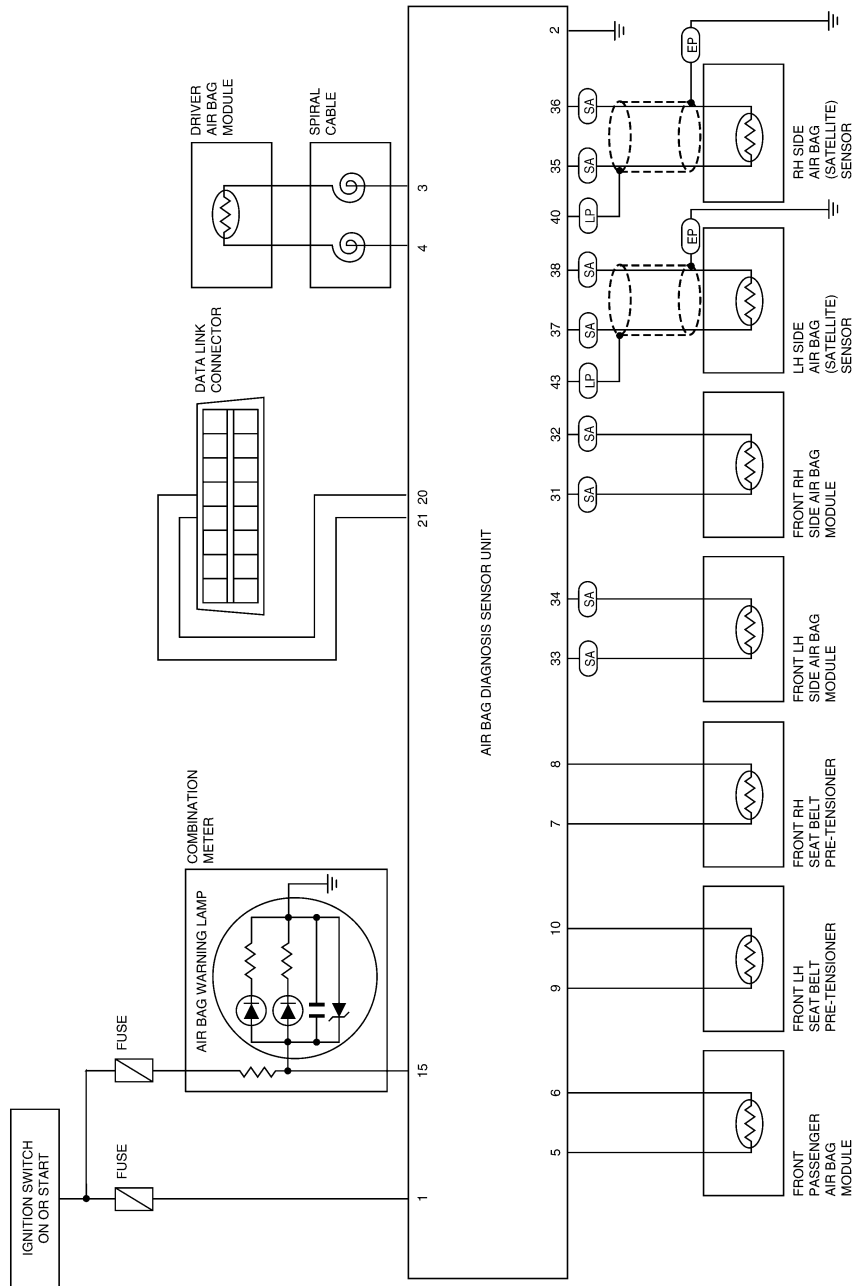 IGNITION SWITCH
ON OR START
FUSE
FUSE
COMBINATION
METER
AIR BAG WARNING LAMP
DATA LINK
CONNECTOR
DRIVER
AIR BAG
MODULE
SPIRAL
CABLE
1
15
21
20
4
3
AIR BAG DIAGNOSIS SENSOR UNIT
5
6
9
10
7
8
33
34
31
32
43
37
38
40
35
36
2
SA
SA
SA
SA
LP
SA
SA
LP
SA
SA
EP
EP
FRONT
PASSENGER
AIR BAG
MODULE
FRONT LH
SEAT BELT
PRE-TENSIONER
FRONT RH
SEAT BELT
PRE-TENSIONER
FRONT LH
SIDE AIR BAG
MODULE
FRONT RH
SIDE AIR BAG
MODULE
LH SIDE
AIR BAG
(SATELLITE)
SENSOR
RH SIDE
AIR BAG
(SATELLITE)
SENSOR